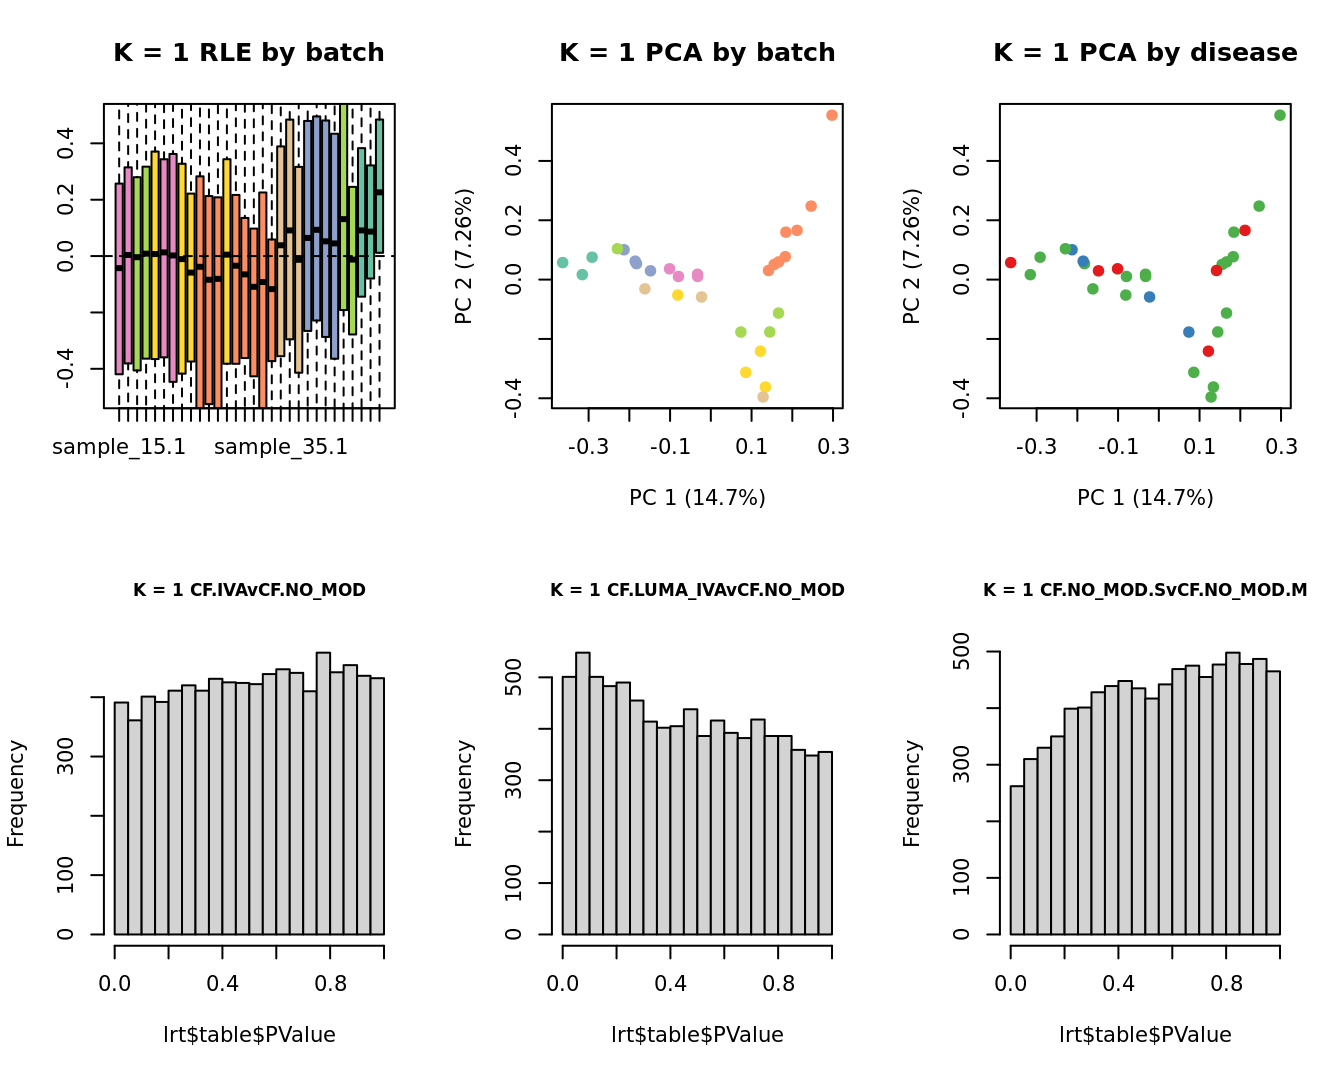 K = 1 RLE by batch
0.4
0.2
0.0
-0.4
sample_15.1
sample_35.1
K = 1 PCA by batch
PC 2 (7.26%)
0.4
0.2
0.0
-0.4
-0.3
-0.1
0.1
0.3
PC 1 (14.7%)
K = 1 PCA by disease
PC 2 (7.26%)
0.4
0.2
0.0
-0.4
-0.3
-0.1
0.1
0.3
PC 1 (14.7%)
K = 1 CF.IVAvCF.NO_MOD
Frequency
300
100
0
0.0
0.4
0.8
lrt$table$PValue
K = 1 CF.LUMA_IVAvCF.NO_MOD
Frequency
500
300
100
0
0.0
0.4
0.8
lrt$table$PValue
K = 1 CF.NO_MOD.SvCF.NO_MOD.M
Frequency
500
300
100
0
0.0
0.4
0.8
lrt$table$PValue